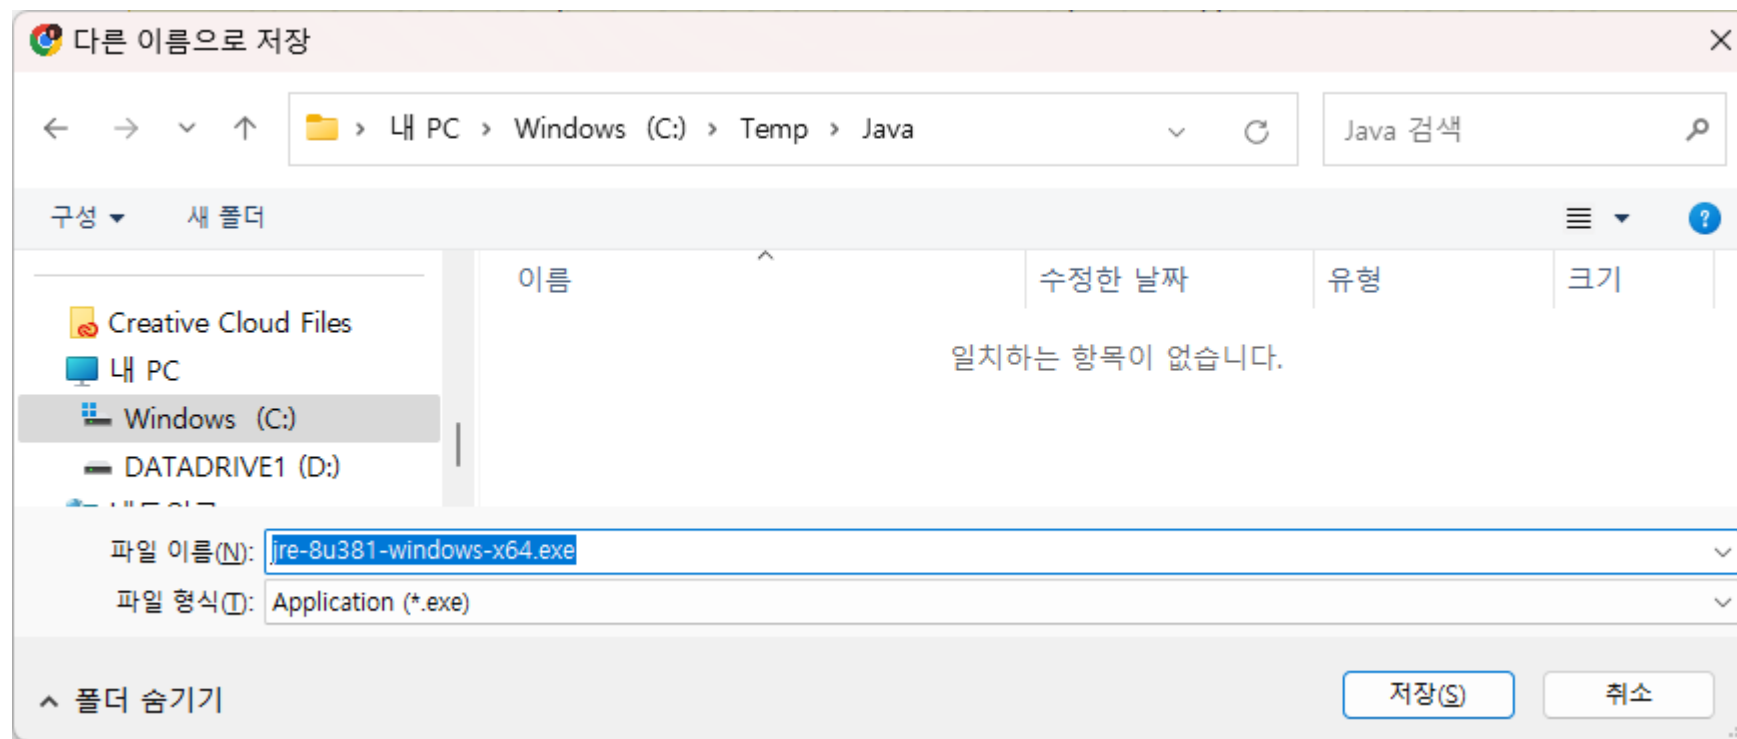 다른 이름으로 저장
내 PC > Windows (C:) > Temp > Java
Java 검색
구성
새 폴더
이름
수정한 날짜
유형
크기
Creative Cloud Files
내 PC
Windows (C:)
DATADRIVE1 (D:)
일치하는 항목이 없습니다.
파일 이름(N): jre-8u381-windows-x64.exe
파일 형식(T): Application (*.exe)
폴더 숨기기
저장(S)
취소